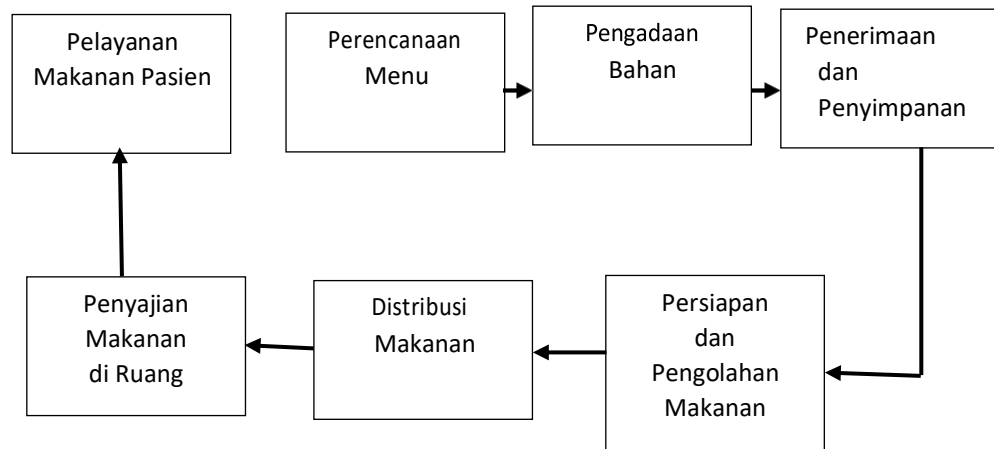 Pelayanan
Makanan Pasien
Perencanaan
Menu
Pengadaan
Bahan
Penerimaan
dan
Penyimpanan
Penyajian
Makanan
di Ruang
Distribusi
Makanan
Persiapan
dan
Pengolahan
Makanan